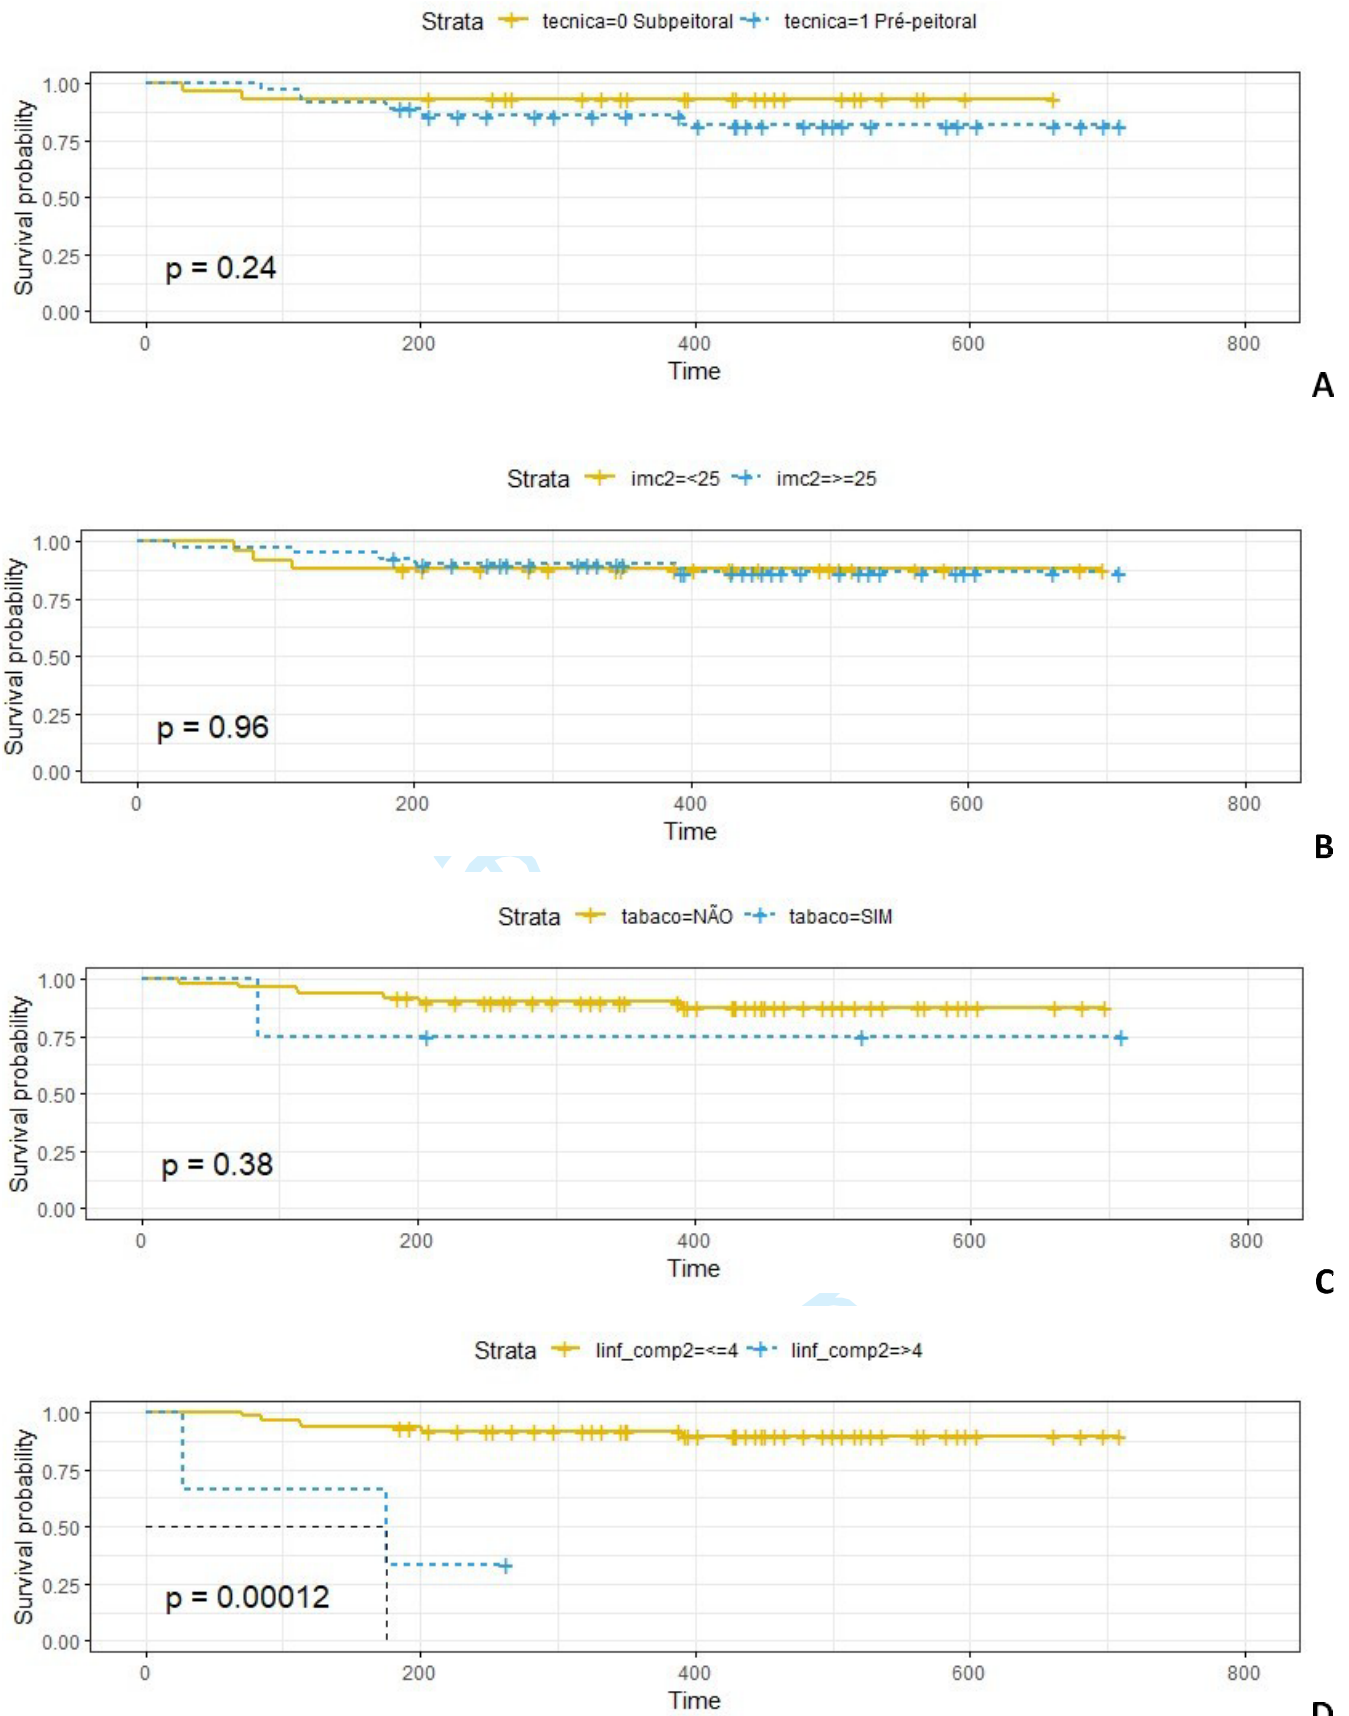 Strata tecnica=0 Subpeitoral tecnica=1 Pré-peitoral
1.00
0.75
0.50
0.25
0.00
Survival probability
p = 0.24
0 200 400 600 800
Time
A
Strata imc2=<25 imc2=>=25
1.00
0.75
0.50
0.25
0.00
Survival probability
p = 0.96
0 200 400 600 800
Time
B
Strata tabaco=NÃO tabaco=SIM
1.00
0.75
0.50
0.25
0.00
Survival probability
p = 0.38
0 200 400 600 800
Time
C
Strata linf_comp2=<=4 linf_comp2=>4
1.00
0.75
0.50
0.25
0.00
Survival probability
p = 0.00012
0 200 400 600 800
Time
D